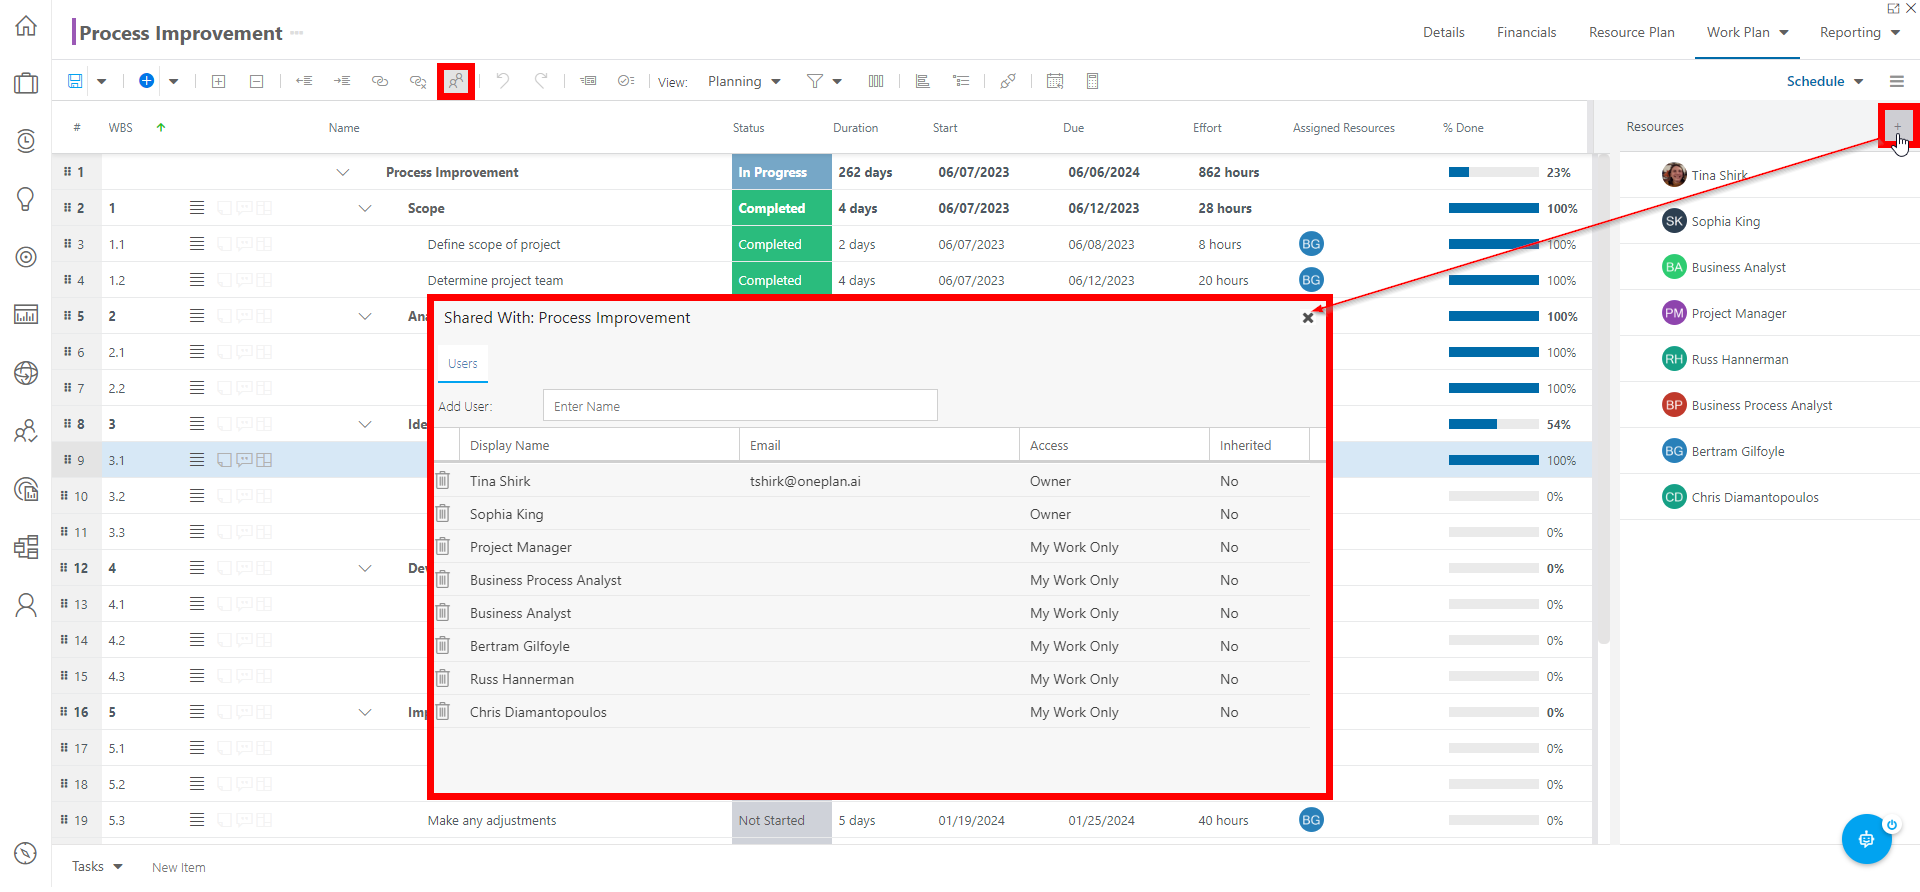 Process Improvement
Details Financials Resource Plan Work Plan Reporting
View: Planning Schedule
# WBS Name Status Duration Start Due Effort Assigned Resources % Done
1 Process Improvement In Progress 262 days 06/07/2023 06/06/2024 862 hours 23%
2 1 Scope Completed 4 days 06/07/2023 06/12/2023 28 hours 100%
3 1.1 Define scope of project Completed 2 days 06/07/2023 06/08/2023 8 hours BG 100%
4 1.2 Determine project team Completed 4 days 06/07/2023 06/12/2023 20 hours BG 100%
5 2 Ana 100%
6 2.1 100%
7 2.2 100%
8 3 Ide 54%
9 3.1 100%
10 3.2 0%
11 3.3 0%
12 4 Dev 0%
13 4.1 0%
14 4.2 0%
15 4.3 0%
16 5 Imp 0%
17 5.1 0%
18 5.2 0%
19 5.3 Make any adjustments Not Started 5 days 01/19/2024 01/25/2024 40 hours BG 0%
Tasks New Item
Shared With: Process Improvement
Users
Add User: Enter Name
Display Name Email Access Inherited
Tina Shirk tshirk@oneplan.ai Owner No
Sophia King Owner No
Project Manager My Work Only No
Business Process Analyst My Work Only No
Business Analyst My Work Only No
Bertram Gilfoyle My Work Only No
Russ Hannerman My Work Only No
Chris Diamantopoulos My Work Only No
Resources +
Tina Shirk
SK Sophia King
BA Business Analyst
PM Project Manager
RH Russ Hannerman
BP Business Process Analyst
BG Bertram Gilfoyle
CD Chris Diamantopoulos